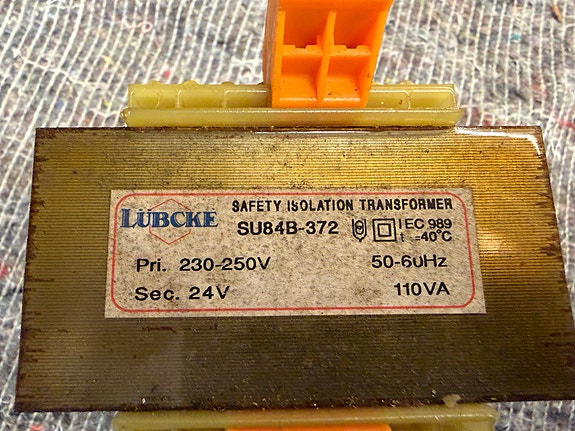 SAFETY ISOLATION TRANSFORMER
LÜBCKE SU84B-372 IEC 989
t =40°C
Pri. 230-250V 50-60Hz
Sec. 24V 110VA